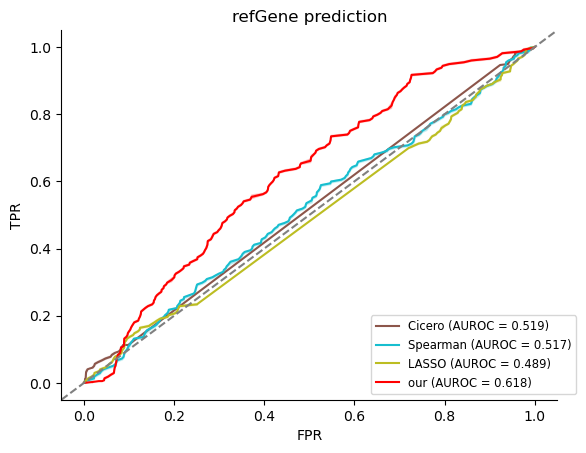 refGene prediction
TPR
1.0
0.8
0.6
0.4
0.2
0.0
Cicero (AUROC = 0.519)
Spearman (AUROC = 0.517)
LASSO (AUROC = 0.489)
our (AUROC = 0.618)
0.0 0.2 0.4 0.6 0.8 1.0
FPR